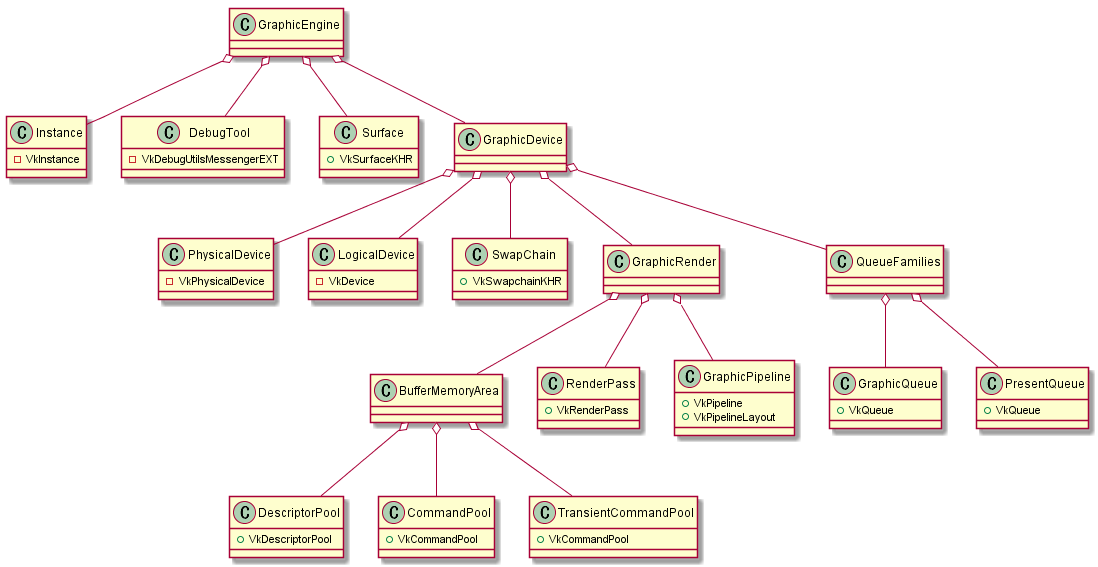 C GraphicEngine
C Instance
VkInstance
C DebugTool
VkDebugUtilsMessengerEXT
C Surface
VkSurfaceKHR
C GraphicDevice
C PhysicalDevice
VkPhysicalDevice
C LogicalDevice
VkDevice
C SwapChain
VkSwapchainKHR
C GraphicRender
C QueueFamilies
C BufferMemoryArea
C RenderPass
VkRenderPass
C GraphicPipeline
VkPipeline
VkPipelineLayout
C GraphicQueue
VkQueue
C PresentQueue
VkQueue
C DescriptorPool
VkDescriptorPool
C CommandPool
VkCommandPool
C TransientCommandPool
VkCommandPool